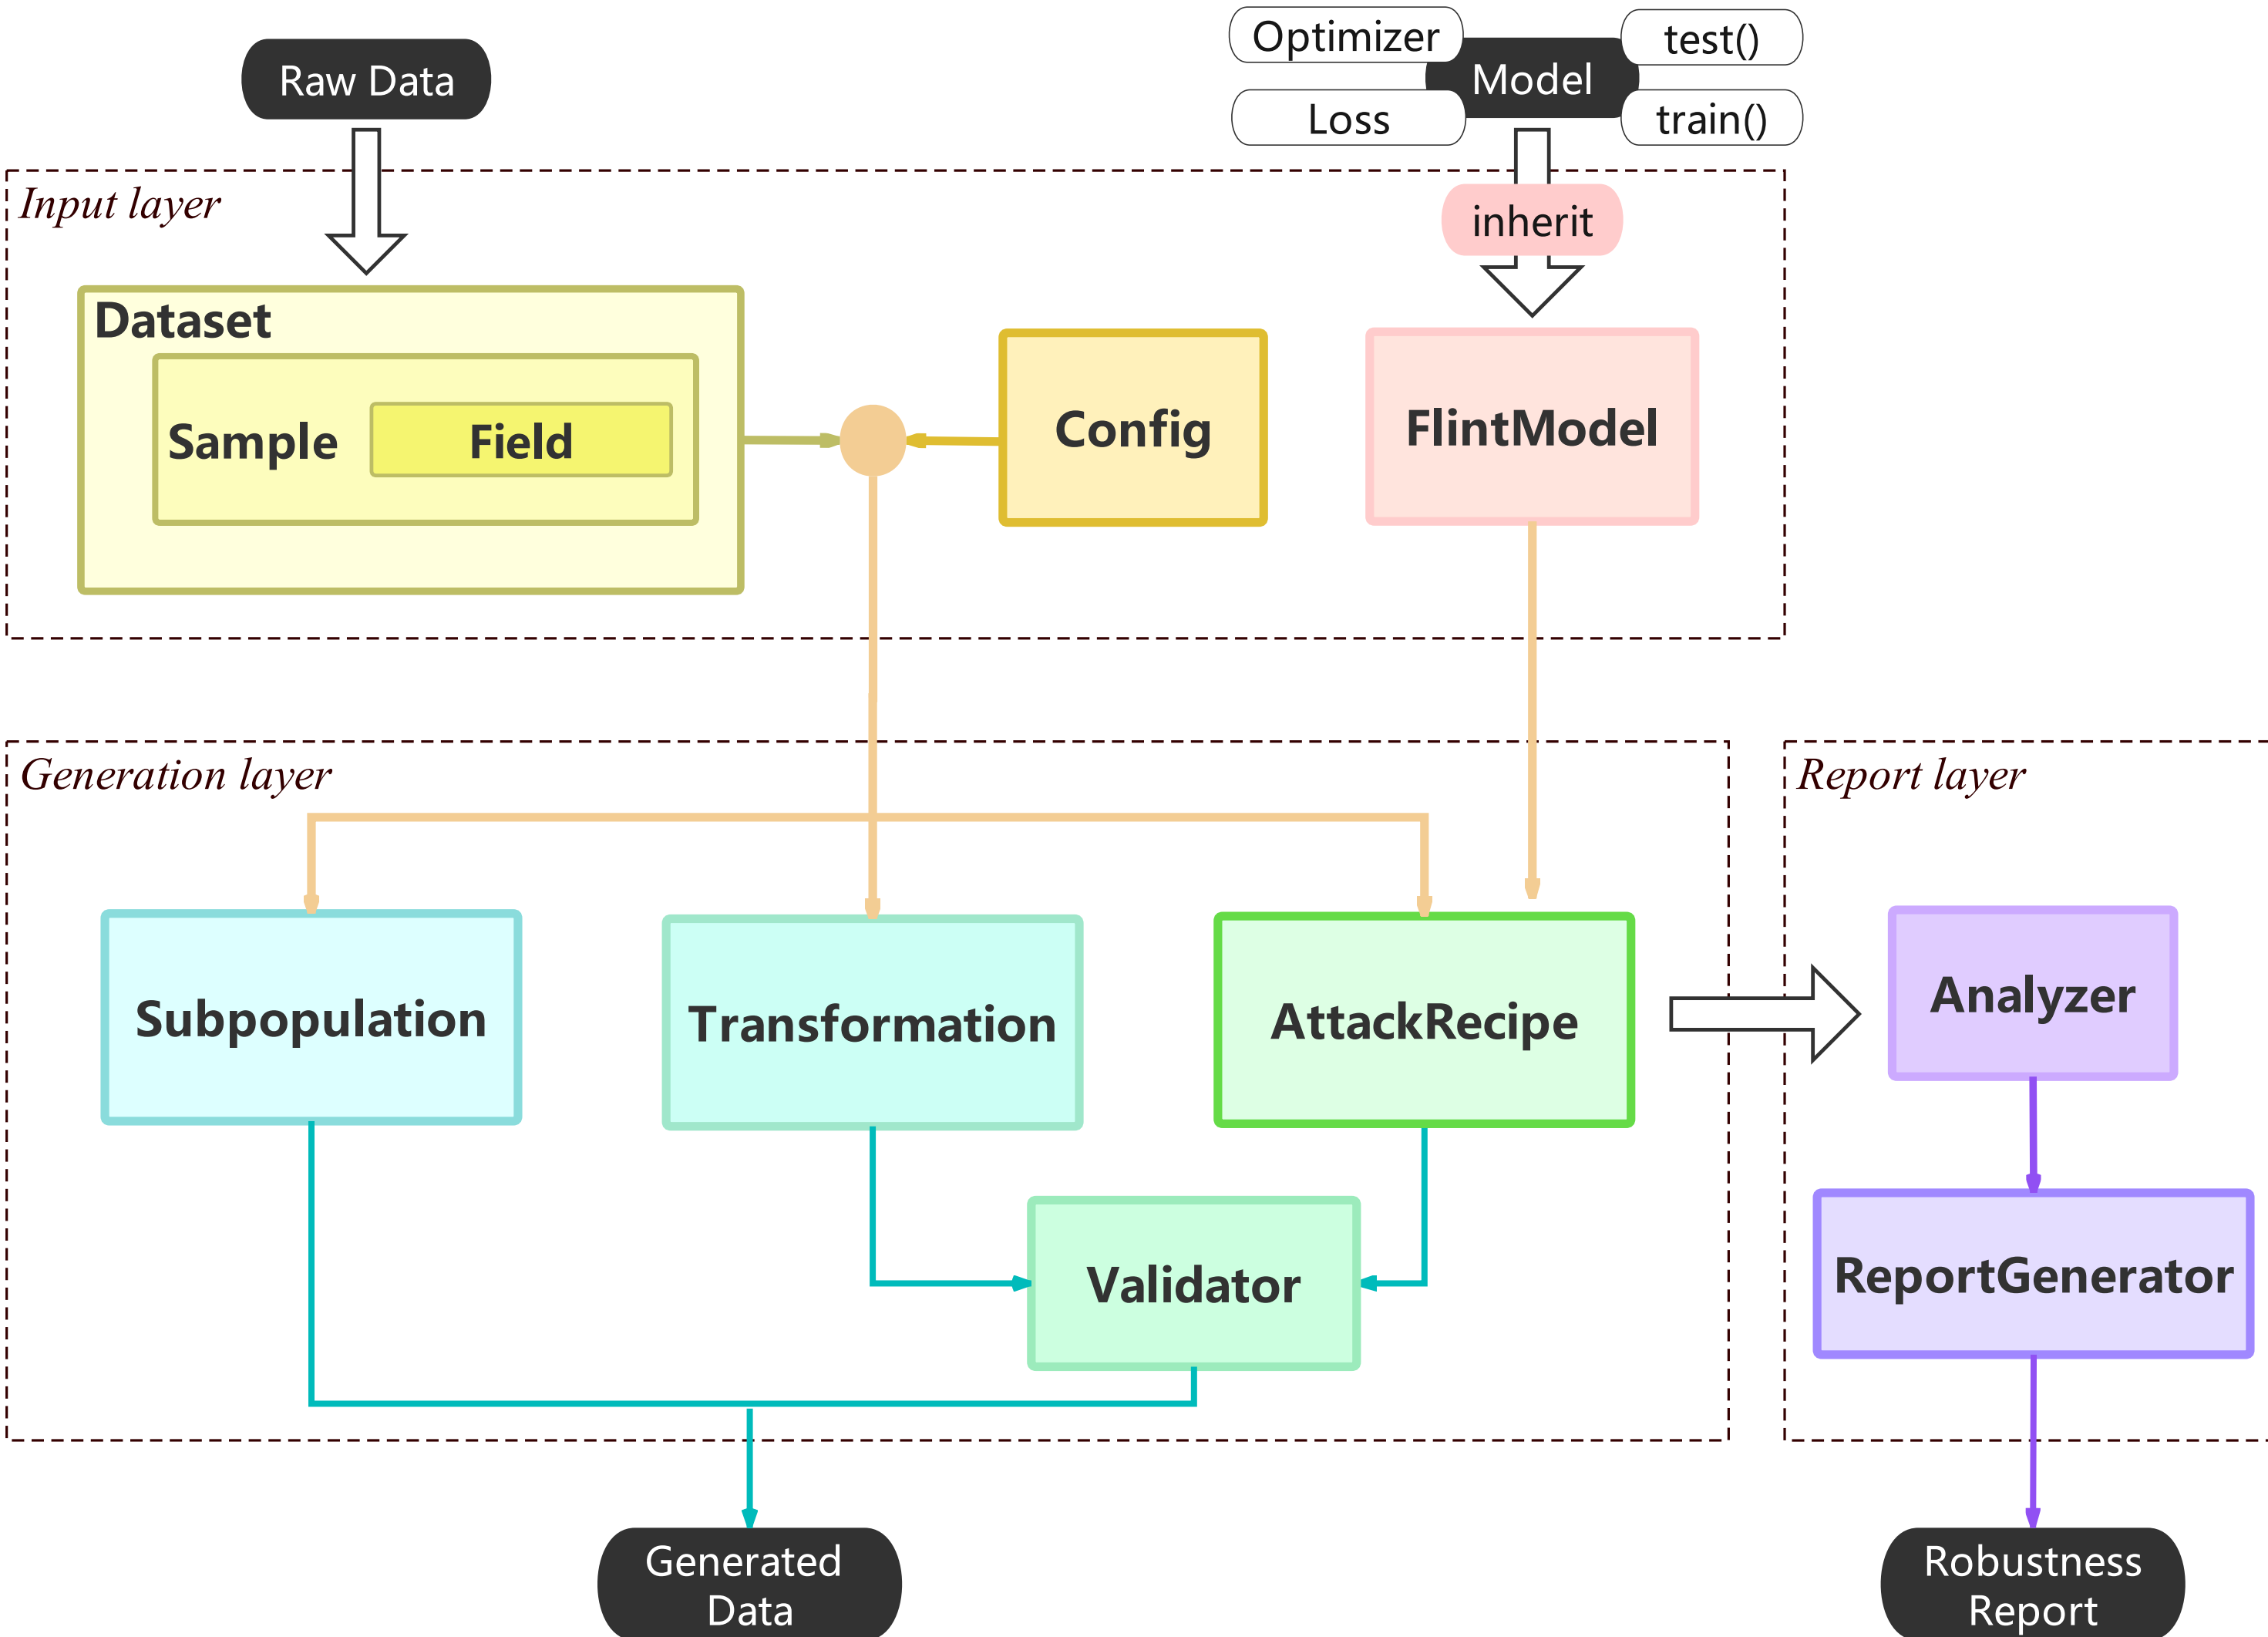 Raw Data
Optimizer
Model
test()
Loss
train()
Input layer
inherit
Dataset
Sample
Field
Config
FlintModel
Generation layer
Report layer
Subpopulation
Transformation
AttackRecipe
Analyzer
Validator
ReportGenerator
Generated
Data
Robustness
Report